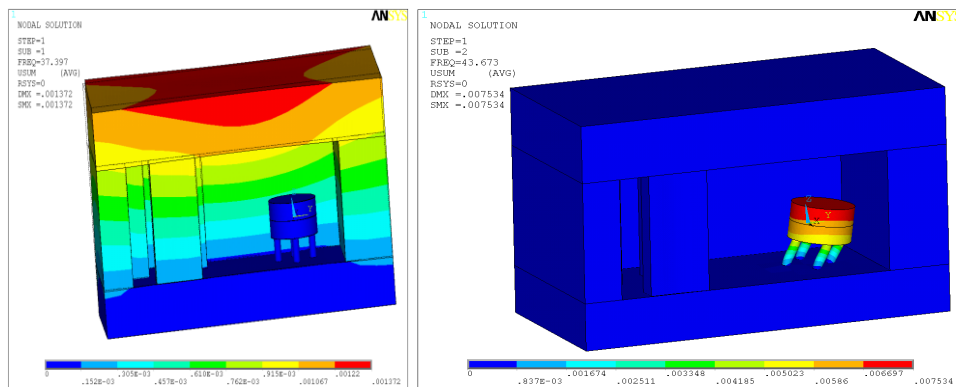 1
ANSYS
NODAL SOLUTION
STEP=1
SUB =1
FREQ=37.397
USUM (AVG)
RSYS=0
DMX =.001372
SMX =.001372
Y
0
.152E-03
.305E-03
.457E-03
.610E-03
.762E-03
.915E-03
.001067
.00122
.001372
1
ANSYS
NODAL SOLUTION
STEP=1
SUB =2
FREQ=43.673
USUM (AVG)
RSYS=0
DMX =.007534
SMX =.007534
Z
X
Y
0
.837E-03
.001674
.002511
.003348
.004185
.005023
.00586
.006697
.007534